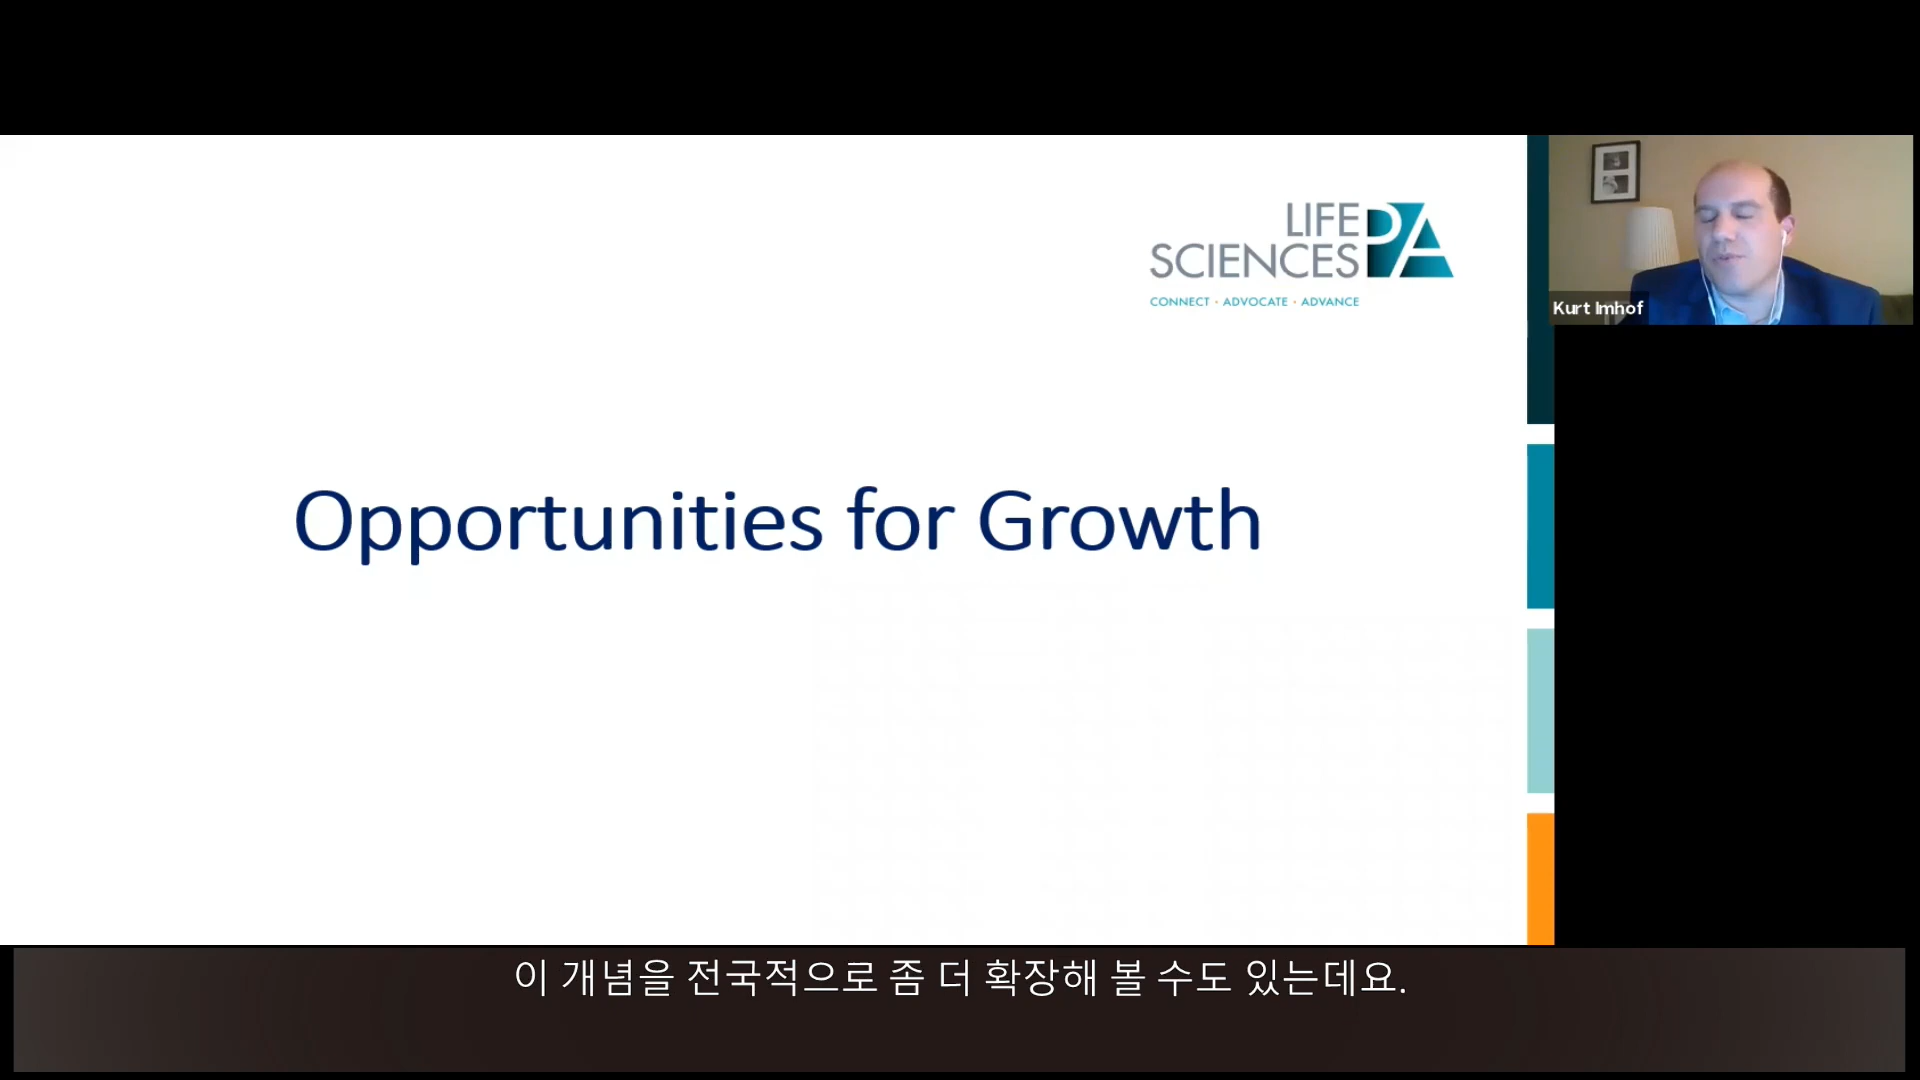 LIFE
SCIENCES PA
CONNECT • ADVOCATE • ADVANCE
Kurt Imhof
Opportunities for Growth
이 개념을 전국적으로 좀 더 확장해 볼 수도 있는데요.